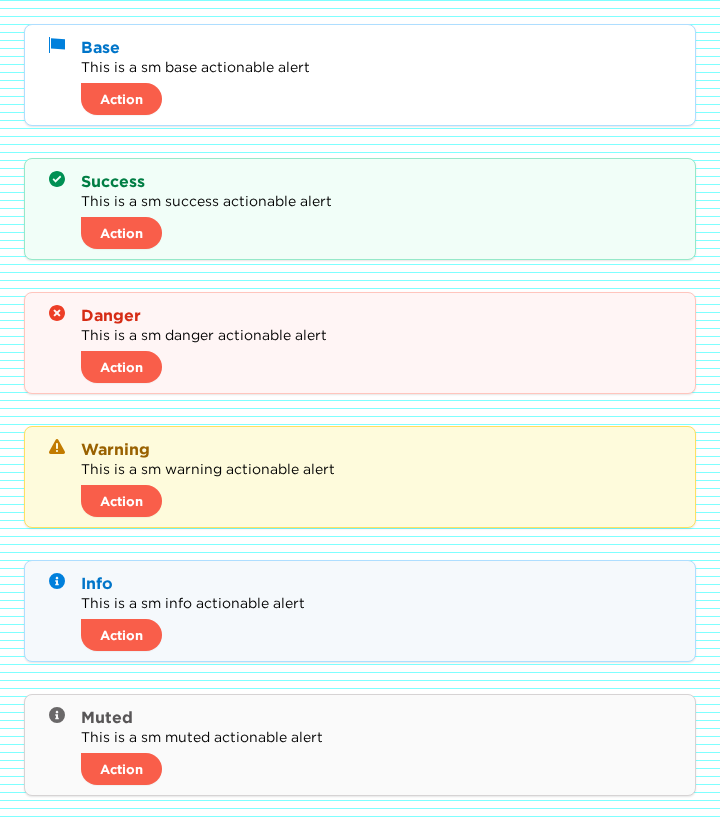 Base
This is a sm base actionable alert
Action
Success
This is a sm success actionable alert
Action
Danger
This is a sm danger actionable alert
Action
Warning
This is a sm warning actionable alert
Action
Info
This is a sm info actionable alert
Action
Muted
This is a sm muted actionable alert
Action